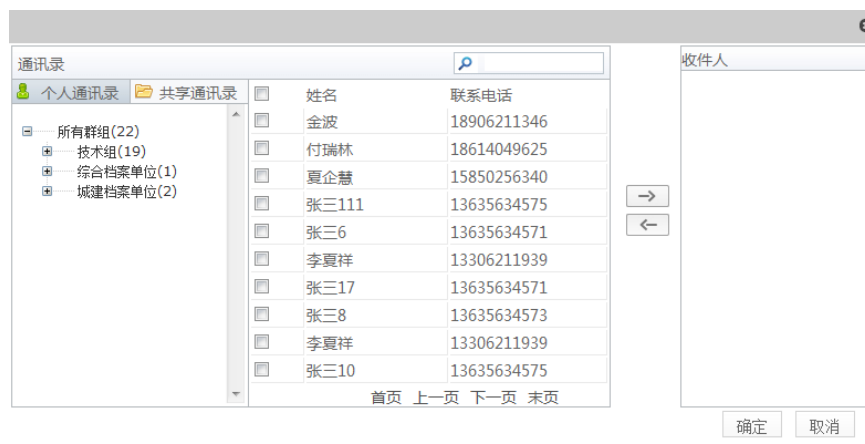 通讯录
收件人
个人通讯录 共享通讯录
所有群组(22)
技术组(19)
综合档案单位(1)
城建档案单位(2)
姓名 联系电话
金波 18906211346
付瑞林 18614049625
夏企慧 15850256340
张三111 13635634575
张三6 13635634571
李夏祥 13306211939
张三17 13635634571
张三8 13635634573
李夏祥 13306211939
张三10 13635634575
首页 上一页 下一页 末页
确定 取消